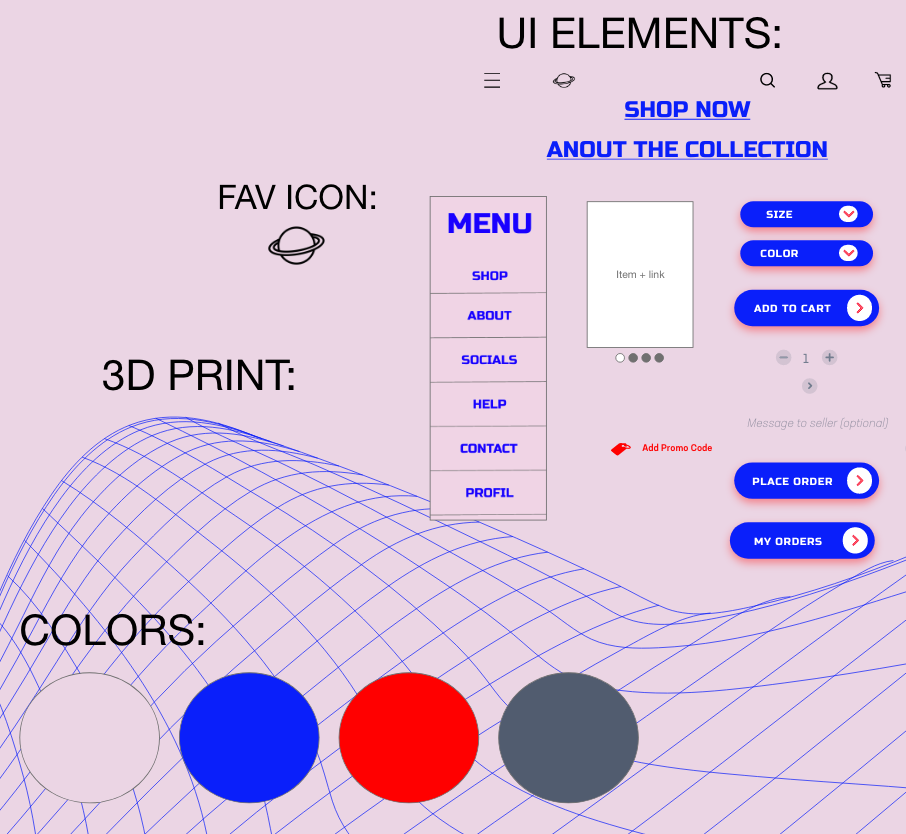 UI ELEMENTS:
SHOP NOW
ANOUT THE COLLECTION
FAV ICON:
MENU
SHOP
ABOUT
SOCIALS
HELP
CONTACT
PROFIL
Item + link
SIZE
COLOR
ADD TO CART
1
Message to seller (optional)
Add Promo Code
PLACE ORDER
MY ORDERS
3D PRINT:
COLORS: